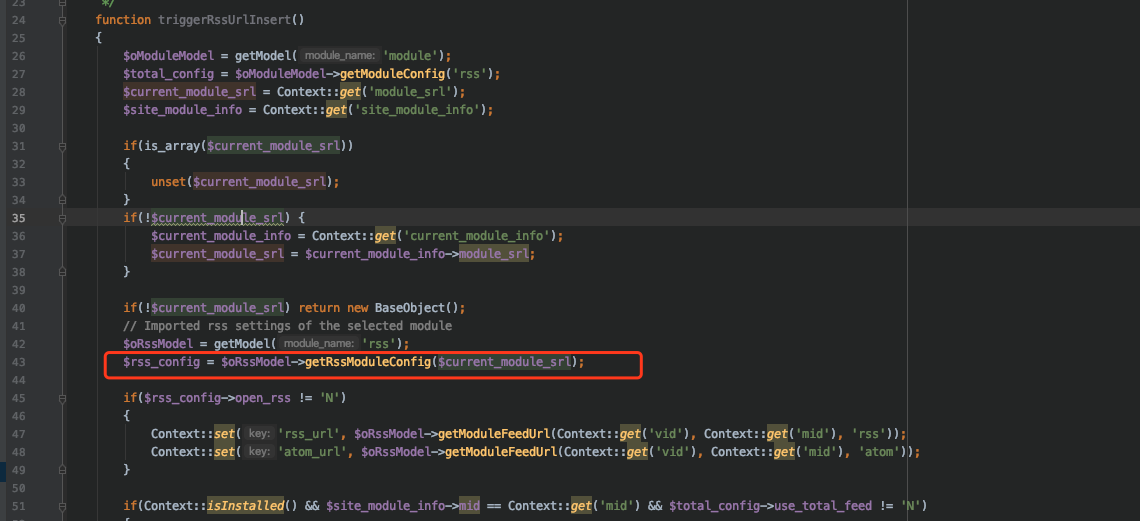 23 */
24 function triggerRssUrlInsert()
25 {
26 $oModuleModel = getModel( module_name: 'module');
27 $total_config = $oModuleModel->getModuleConfig('rss');
28 $current_module_srl = Context::get('module_srl');
29 $site_module_info = Context::get('site_module_info');
30
31 if(is_array($current_module_srl))
32 {
33 unset($current_module_srl);
34 }
35 if(!$current_module_srl) {
36 $current_module_info = Context::get('current_module_info');
37 $current_module_srl = $current_module_info->module_srl;
38 }
39
40 if(!$current_module_srl) return new BaseObject();
41 // Imported rss settings of the selected module
42 $oRssModel = getModel( module_name: 'rss');
43 $rss_config = $oRssModel->getRssModuleConfig($current_module_srl);
44
45 if($rss_config->open_rss != 'N')
46 {
47 Context::set( key: 'rss_url', $oRssModel->getModuleFeedUrl(Context::get('vid'), Context::get('mid'), 'rss'));
48 Context::set( key: 'atom_url', $oRssModel->getModuleFeedUrl(Context::get('vid'), Context::get('mid'), 'atom'));
49 }
50
51 if(Context::isInstalled() && $site_module_info->mid == Context::get('mid') && $total_config->use_total_feed != 'N')